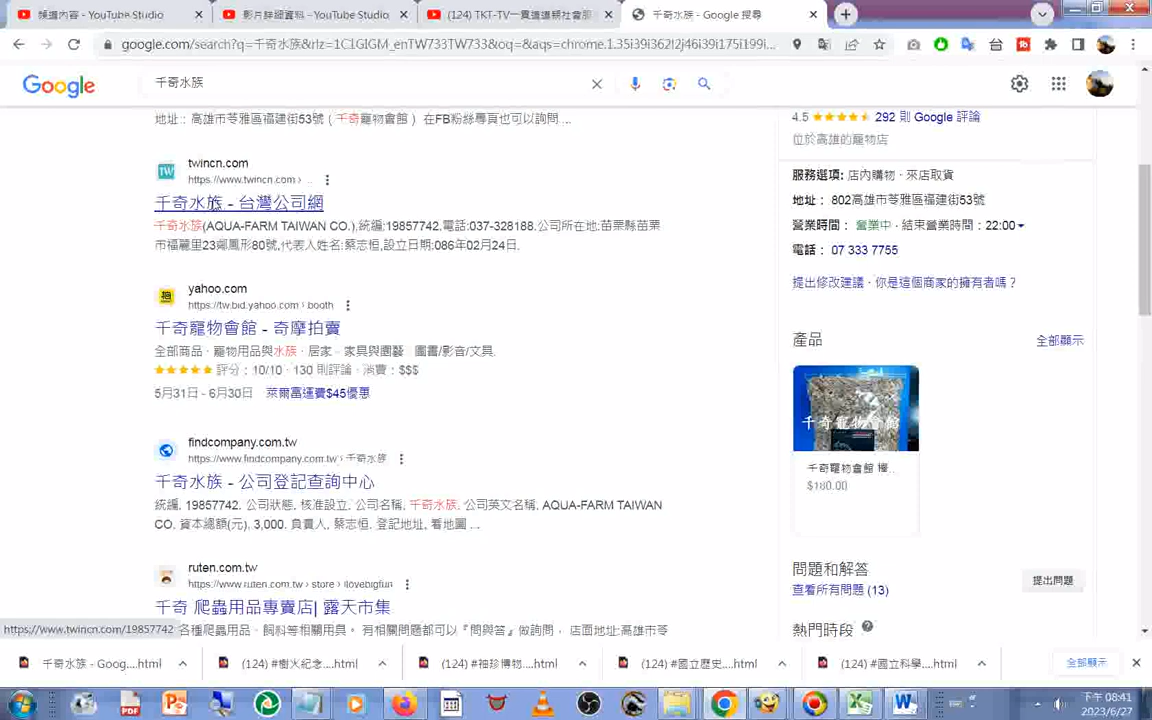 影片詳細資料 - YouTube Studio
(124) TKT-TV一貫道道親社會服
千奇水族 - Google 搜尋
google.com/search?q=千奇水族&rlz=1C1GIGM_enTW733TW733&oq=&aqs=chrome.1.35i39i362l2j46i39i175i199i...
Google
千奇水族
地址：高雄市苓雅區福建街53號（千奇寵物會館） 在FB粉絲專頁也可以詢問 ...
twincn.com
https://www.twincn.com › ...
千奇水族 - 台灣公司網
千奇水族(AQUA-FARM TAIWAN CO.),統編:19857742,電話:037-328188,公司所在地:苗栗縣苗栗
市福麗里23鄰鳳形80號,代表人姓名:蔡志恒,設立日期:086年02月24日.
yahoo.com
https://tw.bid.yahoo.com › booth
千奇寵物會館 - 奇摩拍賣
全部商品 · 寵物用品與水族 · 居家、家具與園藝 · 圖書/影音/文具.
評分：10/10 · 130 則評論 · 消費：$$$
5月31日 - 6月30日 萊爾富運費$45優惠
findcompany.com.tw
https://www.findcompany.com.tw › 千奇水族
千奇水族 - 公司登記查詢中心
統編, 19857742. 公司狀態, 核准設立. 公司名稱, 千奇水族. 公司英文名稱, AQUA-FARM TAIWAN
CO. 資本總額(元), 3,000. 負責人, 蔡志恒. 登記地址, 看地圖 ...
ruten.com.tw
https://www.ruten.com.tw › store › ilovebigfun
千奇 爬蟲用品專賣店| 露天市集
各種爬蟲用品、飼料等相關用具。 有相關問題都可以『問與答』做詢問， 店面地址:高雄市苓
https://www.twincn.com/19857742
4.5 292 則 Google 評論
位於高雄的寵物店
服務選項: 店內購物 · 來店取貨
地址： 802高雄市苓雅區福建街53號
營業時間： 營業中 · 結束營業時間：22:00
電話： 07 333 7755
提出修改建議 · 你是這個商家的擁有者嗎？
產品
全部顯示
千奇寵物會館
千奇寵物會館
$180.00
問題和解答
查看所有問題 (13)
提出問題
熱門時段
千奇水族 - Goog....html
(124) #樹火紀念....html
(124) #袖珍博物....html
(124) #國立歷史....html
(124) #國立科學....html
全部顯示
下午 08:41
2023/6/27